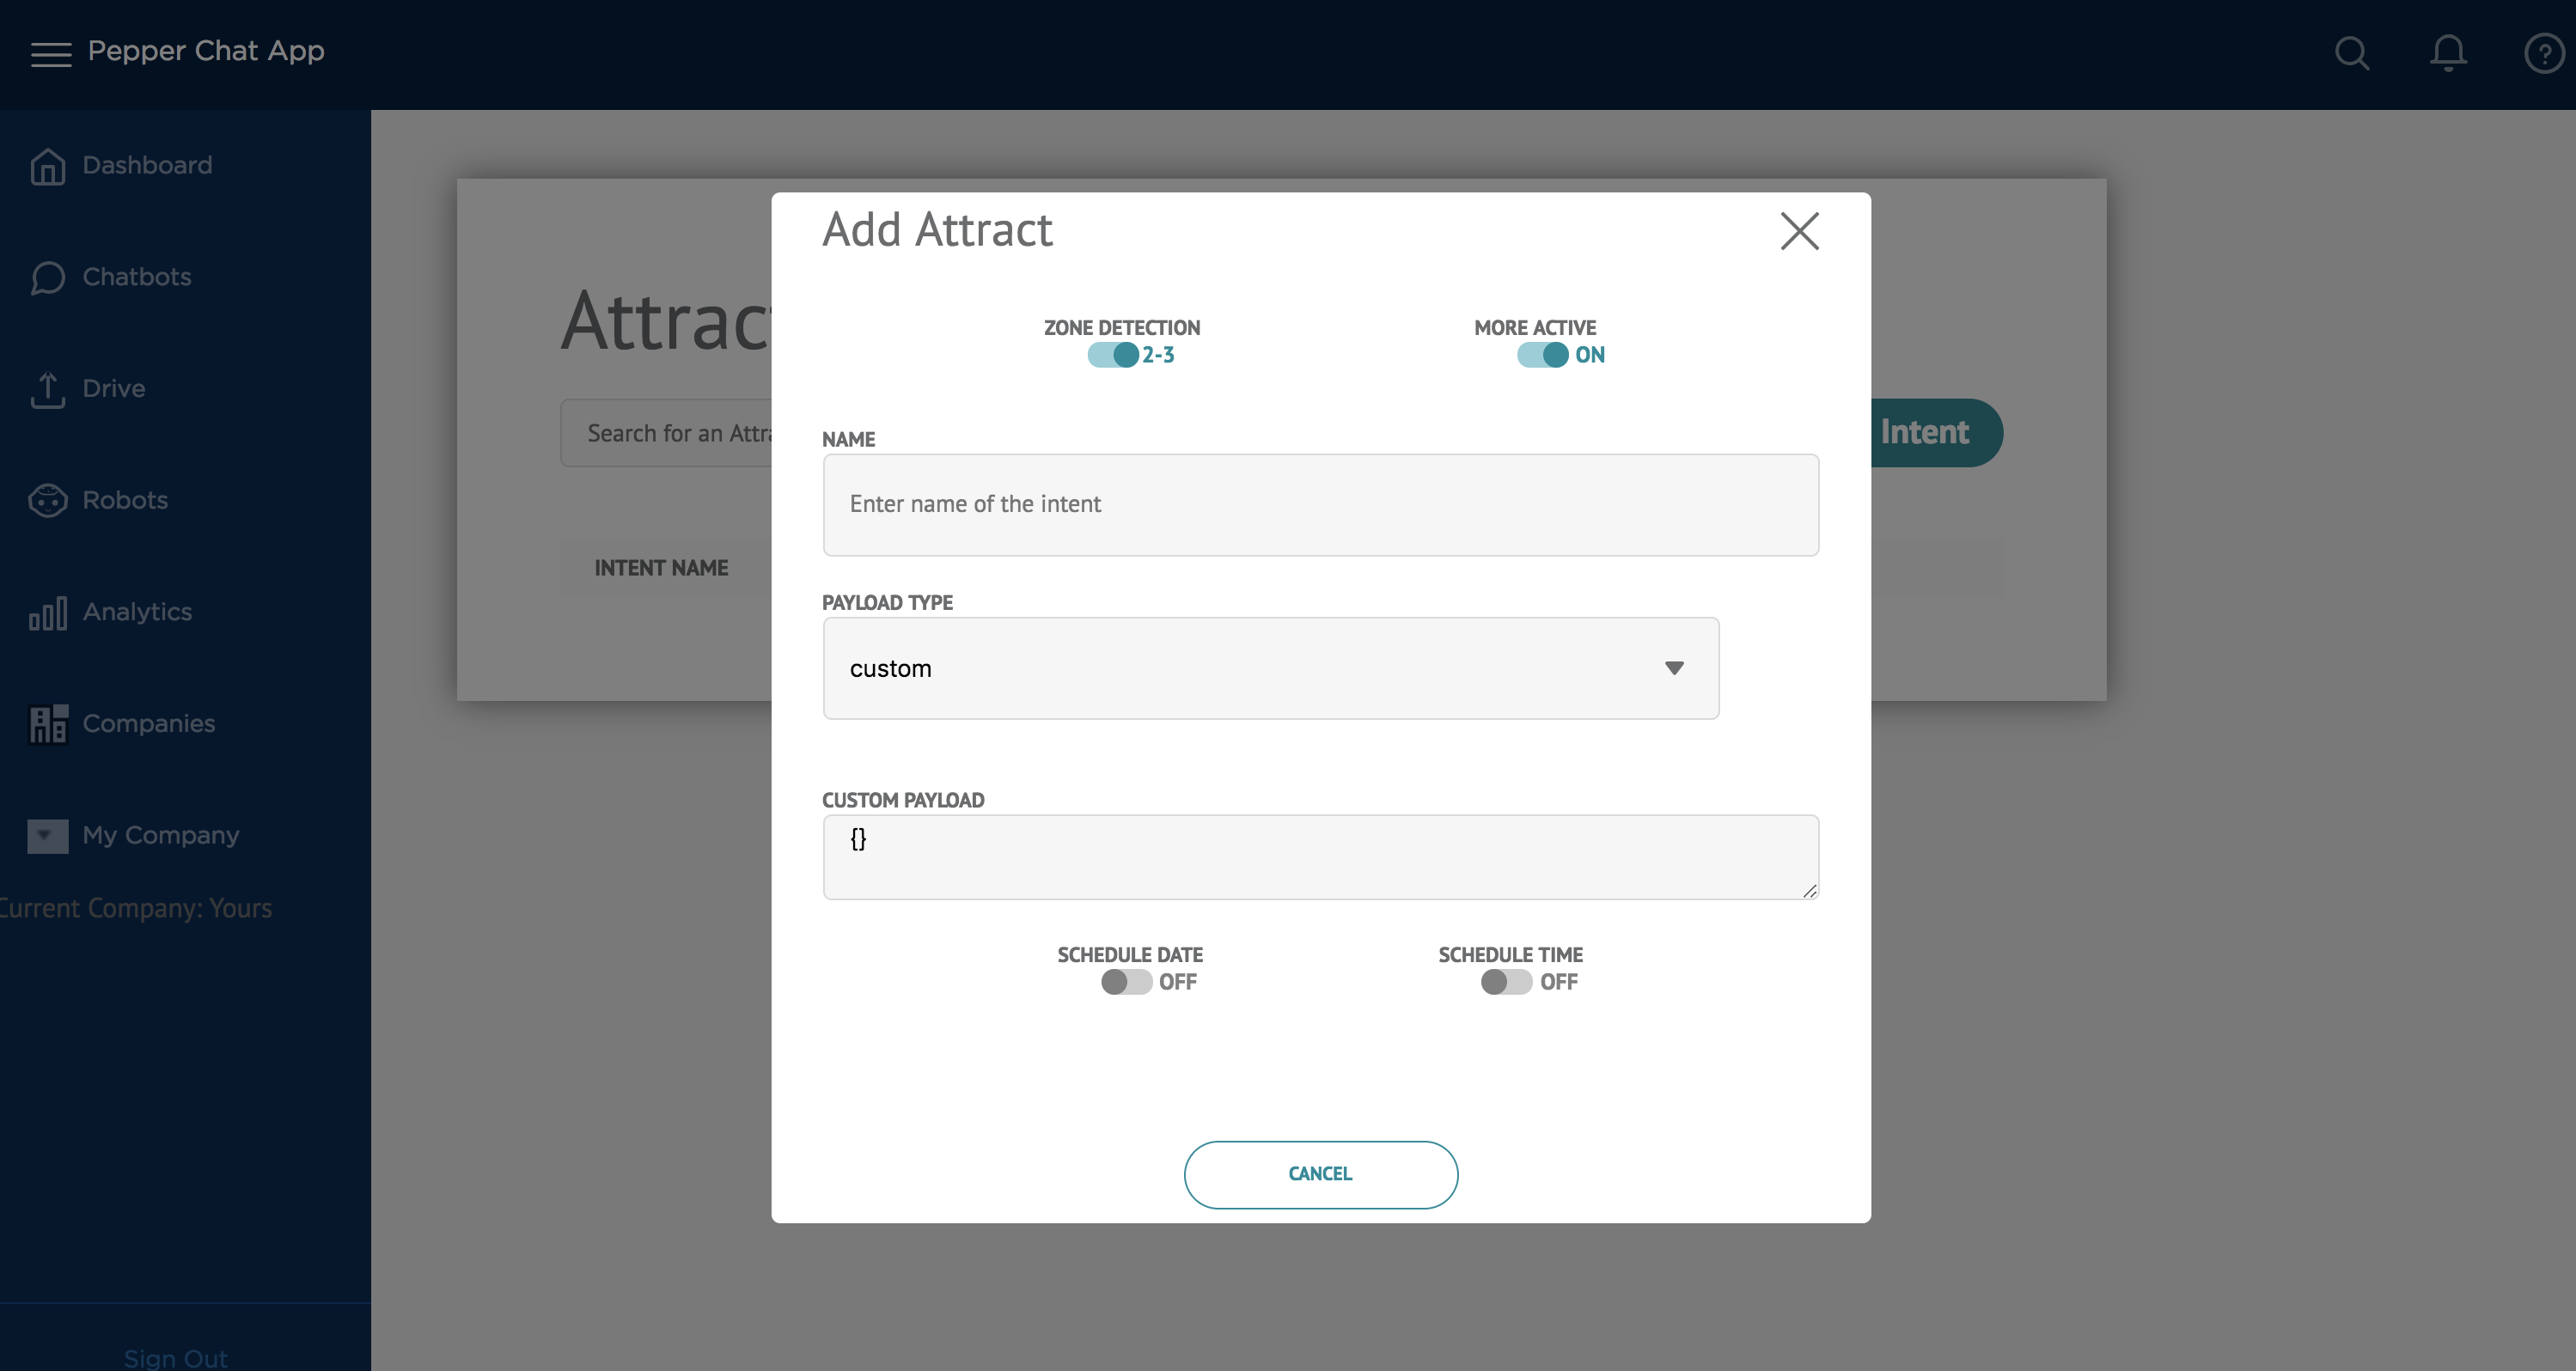 Pepper Chat App
Dashboard
Chatbots
Drive
Robots
Analytics
Companies
My Company
Current Company: Yours
Sign Out
Attract
Search for an Attra
Intent
INTENT NAME
Add Attract
ZONE DETECTION
2-3
MORE ACTIVE
ON
NAME
Enter name of the intent
PAYLOAD TYPE
custom
CUSTOM PAYLOAD
{}
SCHEDULE DATE
OFF
SCHEDULE TIME
OFF
CANCEL